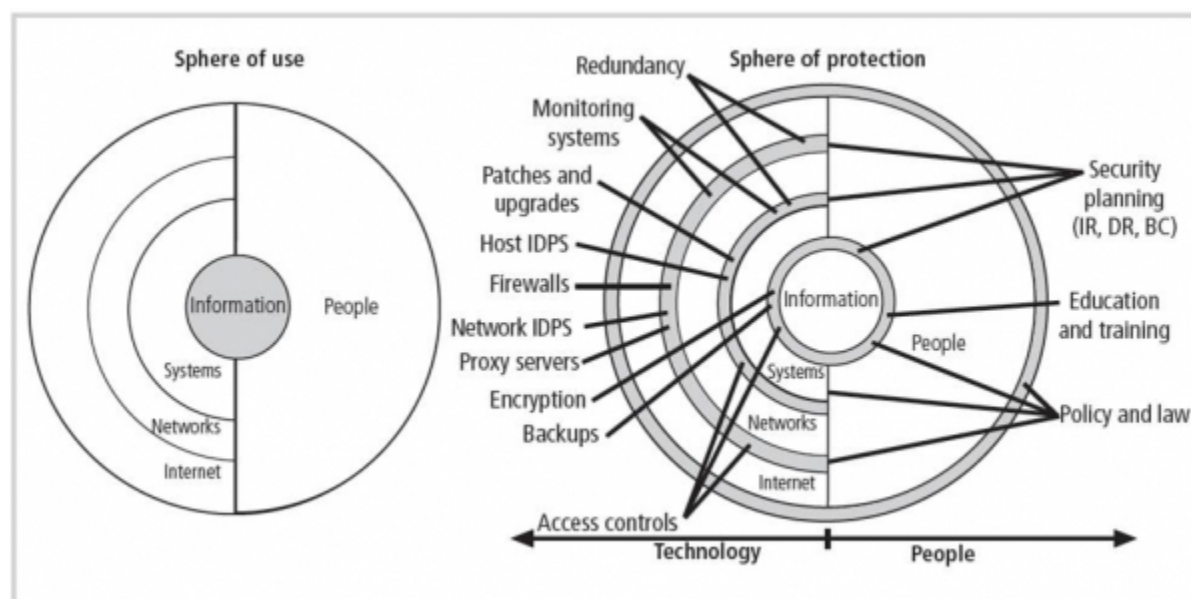 Sphere of use
Information
People
Systems
Networks
Internet
Sphere of protection
Redundancy
Monitoring
systems
Patches and
upgrades
Host IDPS
Firewalls
Network IDPS
Proxy servers
Encryption
Backups
Access controls
Information
People
Systems
Networks
Internet
Security
planning
(IR, DR, BC)
Education
and training
Policy and law
Technology
People